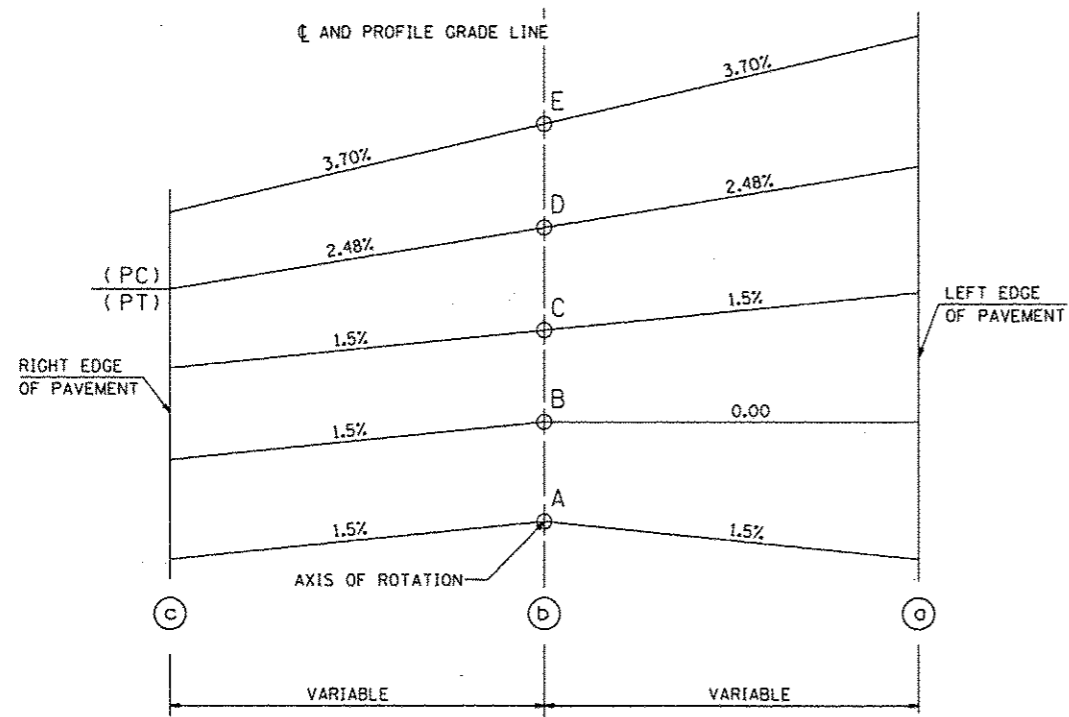 ℄ AND PROFILE GRADE LINE
3.70%
E
3.70%
2.48%
D
2.48%
(PC)
(PT)
C
1.5%
LEFT EDGE
OF PAVEMENT
1.5%
RIGHT EDGE
OF PAVEMENT
B
0.00
1.5%
A
1.5%
1.5%
AXIS OF ROTATION
c
b
a
VARIABLE
VARIABLE